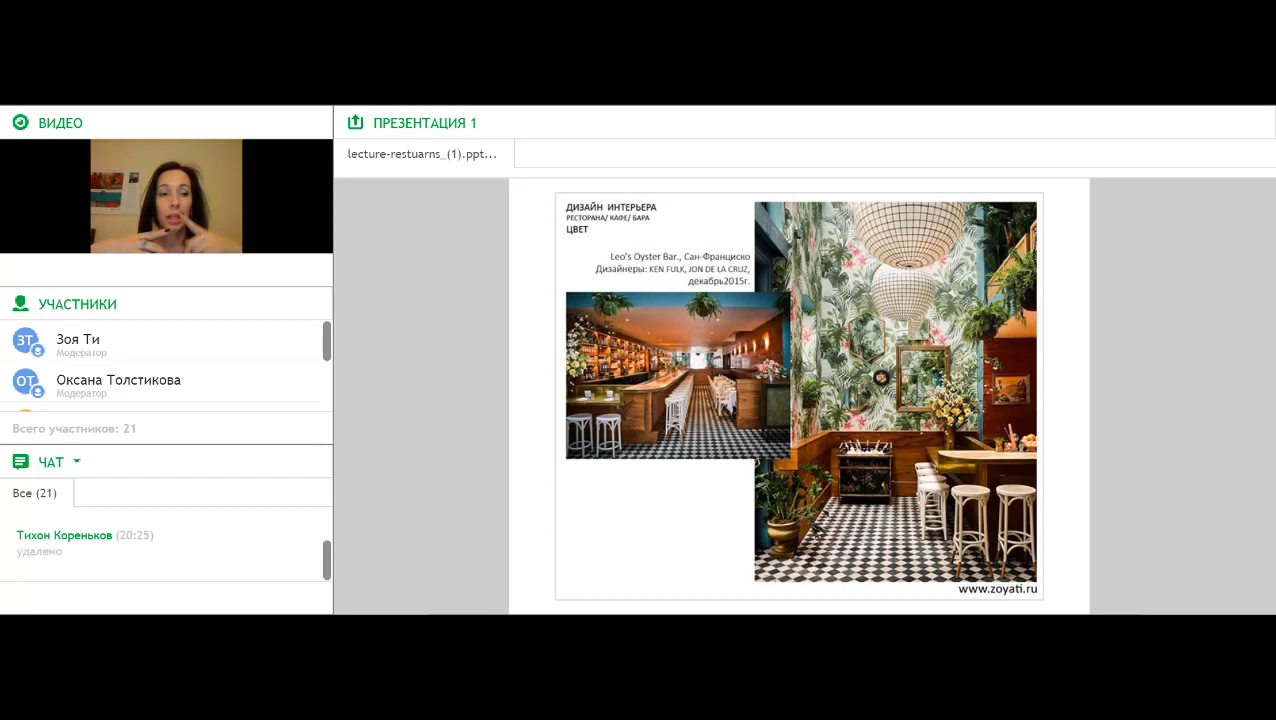 ВИДЕО
УЧАСТНИКИ
ЗТ
Зоя Ти
Модератор
ОТ
Оксана Толстикова
Модератор
Всего участников: 21
ЧАТ
Все (21)
Тихон Кореньков (20:25)
удалено
ПРЕЗЕНТАЦИЯ 1
lecture-restuarns_(1).ppt...
ДИЗАЙН ИНТЕРЬЕРА
РЕСТОРАНА/ КАФЕ/ БАРА
ЦВЕТ
Leo's Oyster Bar., Сан-Франциско
Дизайнеры: KEN FULK, JON DE LA CRUZ,
декабрь2015г.
www.zoyati.ru